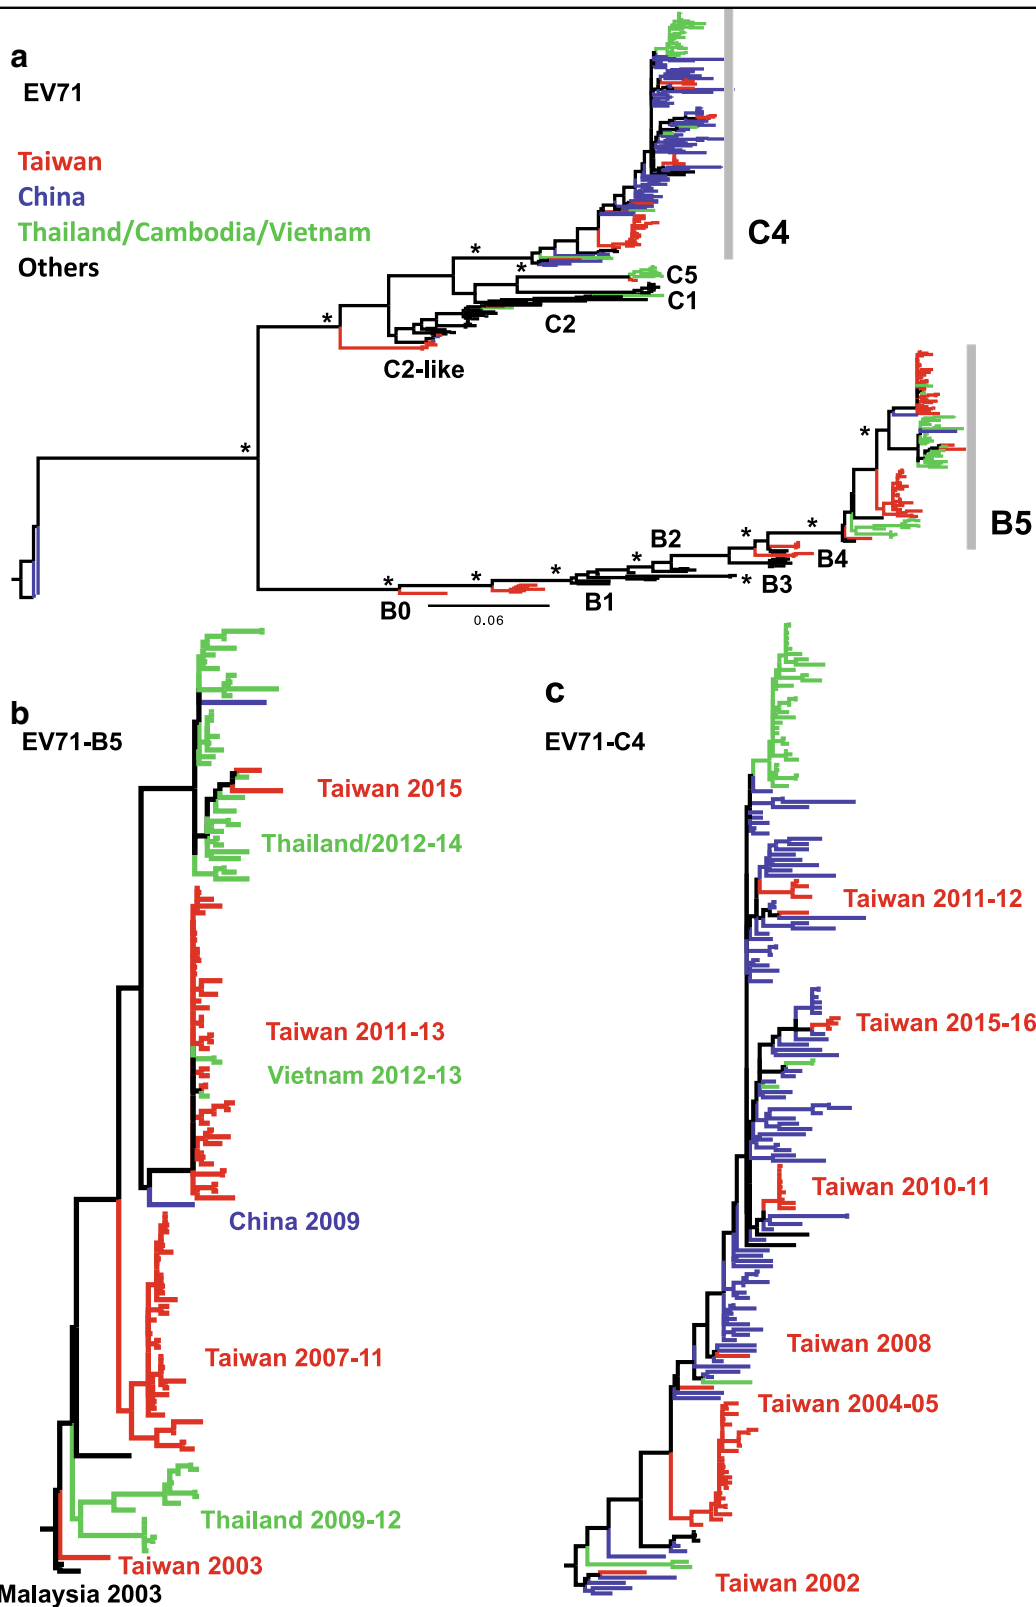 a
EV71
Taiwan
China
Thailand/Cambodia/Vietnam
Others
*
*
*
*
C4
C5
C1
C2
C2-like
*
*
*
*
*
*
*
*
B0
B1
B2
B3
B4
B5
0.06
b
EV71-B5
Taiwan 2015
Thailand/2012-14
Taiwan 2011-13
Vietnam 2012-13
China 2009
Taiwan 2007-11
Thailand 2009-12
Taiwan 2003
Malaysia 2003
c
EV71-C4
Taiwan 2011-12
Taiwan 2015-16
Taiwan 2010-11
Taiwan 2008
Taiwan 2004-05
Taiwan 2002